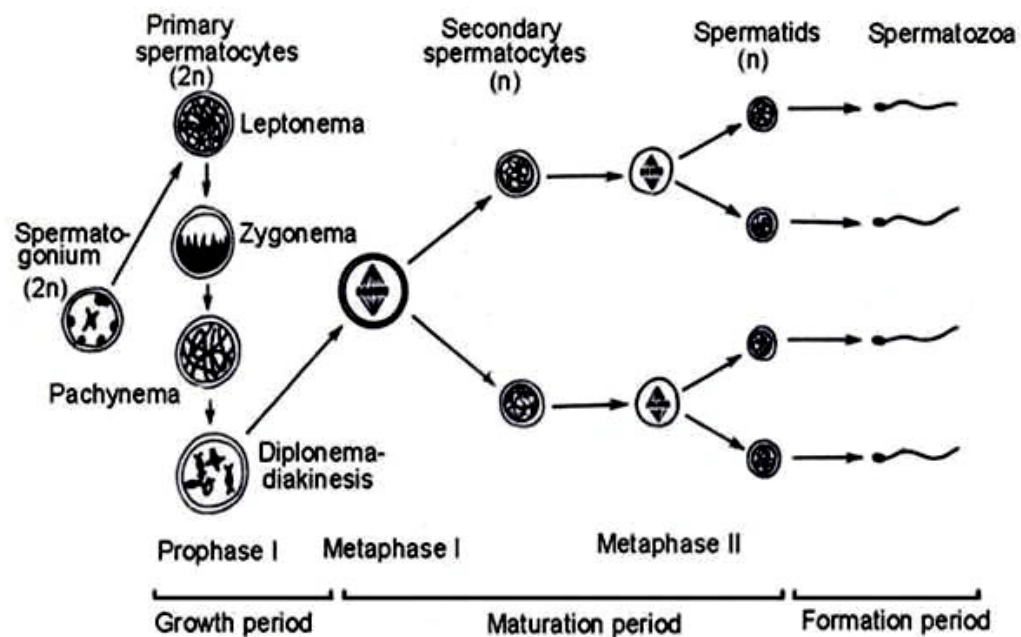 Primary
spermatocytes
(2n)
Secondary
spermatocytes
(n)
Spermatids
(n)
Spermatozoa
Leptonema
Spermato-
gonium
(2n)
Zygonema
Pachynema
Diplonema-
diakinesis
Prophase I
Metaphase I
Metaphase II
Growth period
Maturation period
Formation period